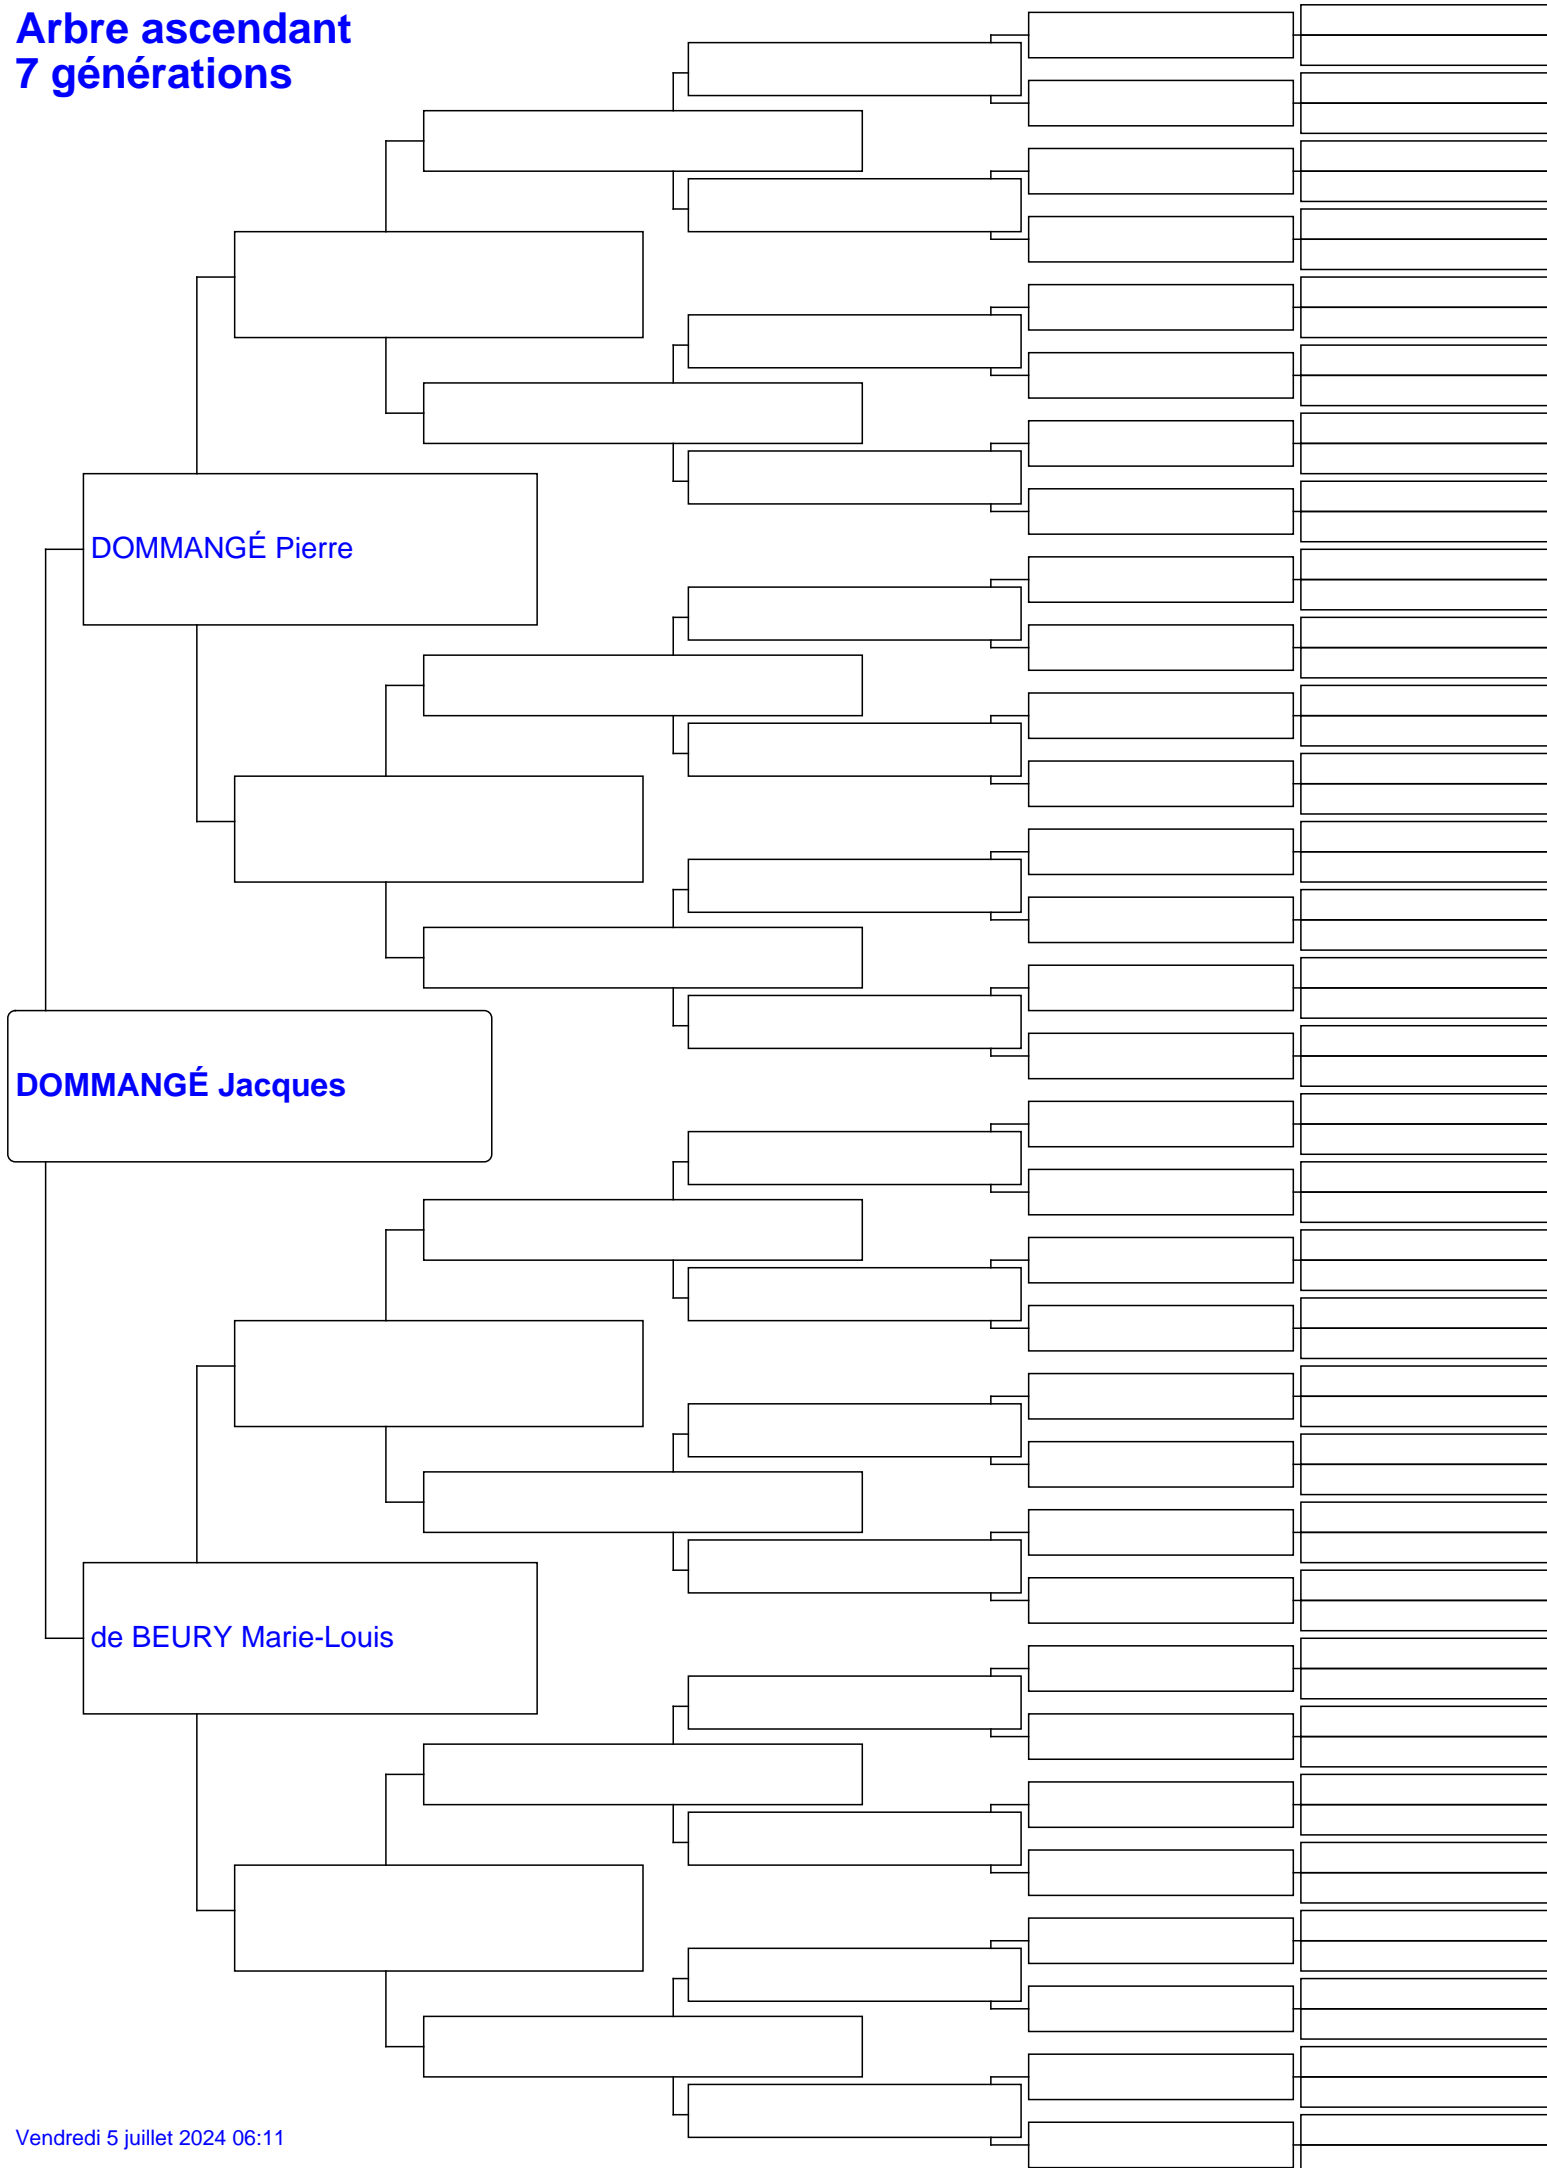 Arbre ascendant
7 générations
DOMMANGÉ Pierre
DOMMANGÉ Jacques
de BEURY Marie-Louis
Vendredi 5 juillet 2024 06:11